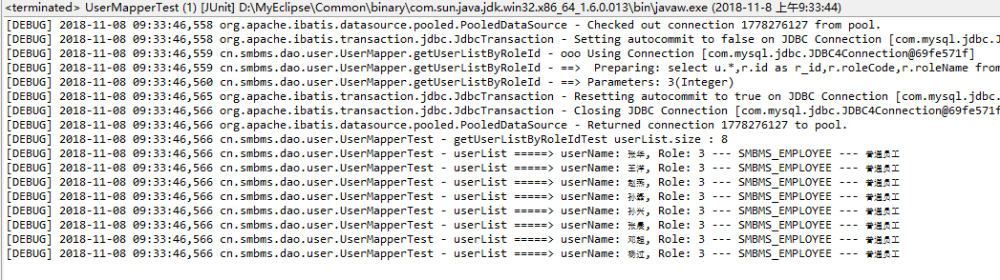 <terminated> UserMapperTest (1) [JUnit] D:\MyEclipse\Common\binary\com.sun.java.jdk.win32.x86_64_1.6.0.013\bin\javaw.exe (2018-11-8 上午9:33:44)
[DEBUG] 2018-11-08 09:33:46,558 org.apache.ibatis.datasource.pooled.PooledDataSource - Checked out connection 1778276127 from pool.
[DEBUG] 2018-11-08 09:33:46,558 org.apache.ibatis.transaction.jdbc.JdbcTransaction - Setting autocommit to false on JDBC Connection [com.mysql.jdbc.J
[DEBUG] 2018-11-08 09:33:46,559 cn.smbms.dao.user.UserMapper.getUserListByRoleId - ooo Using Connection [com.mysql.jdbc.JDBC4Connection@69fe571f]
[DEBUG] 2018-11-08 09:33:46,559 cn.smbms.dao.user.UserMapper.getUserListByRoleId - ==>  Preparing: select u.*,r.id as r_id,r.roleCode,r.roleName from
[DEBUG] 2018-11-08 09:33:46,560 cn.smbms.dao.user.UserMapper.getUserListByRoleId - ==> Parameters: 3(Integer)
[DEBUG] 2018-11-08 09:33:46,565 org.apache.ibatis.transaction.jdbc.JdbcTransaction - Resetting autocommit to true on JDBC Connection [com.mysql.jdbc.
[DEBUG] 2018-11-08 09:33:46,566 org.apache.ibatis.transaction.jdbc.JdbcTransaction - Closing JDBC Connection [com.mysql.jdbc.JDBC4Connection@69fe571f
[DEBUG] 2018-11-08 09:33:46,566 org.apache.ibatis.datasource.pooled.PooledDataSource - Returned connection 1778276127 to pool.
[DEBUG] 2018-11-08 09:33:46,566 cn.smbms.dao.user.UserMapperTest - getUserListByRoleIdTest userList.size : 8
[DEBUG] 2018-11-08 09:33:46,566 cn.smbms.dao.user.UserMapperTest - userList =====> userName: 张华, Role: 3 --- SMBMS_EMPLOYEE --- 普通员工
[DEBUG] 2018-11-08 09:33:46,566 cn.smbms.dao.user.UserMapperTest - userList =====> userName: 王洋, Role: 3 --- SMBMS_EMPLOYEE --- 普通员工
[DEBUG] 2018-11-08 09:33:46,566 cn.smbms.dao.user.UserMapperTest - userList =====> userName: 赵燕, Role: 3 --- SMBMS_EMPLOYEE --- 普通员工
[DEBUG] 2018-11-08 09:33:46,566 cn.smbms.dao.user.UserMapperTest - userList =====> userName: 孙磊, Role: 3 --- SMBMS_EMPLOYEE --- 普通员工
[DEBUG] 2018-11-08 09:33:46,566 cn.smbms.dao.user.UserMapperTest - userList =====> userName: 孙兴, Role: 3 --- SMBMS_EMPLOYEE --- 普通员工
[DEBUG] 2018-11-08 09:33:46,566 cn.smbms.dao.user.UserMapperTest - userList =====> userName: 张晨, Role: 3 --- SMBMS_EMPLOYEE --- 普通员工
[DEBUG] 2018-11-08 09:33:46,566 cn.smbms.dao.user.UserMapperTest - userList =====> userName: 邓超, Role: 3 --- SMBMS_EMPLOYEE --- 普通员工
[DEBUG] 2018-11-08 09:33:46,566 cn.smbms.dao.user.UserMapperTest - userList =====> userName: 杨过, Role: 3 --- SMBMS_EMPLOYEE --- 普通员工